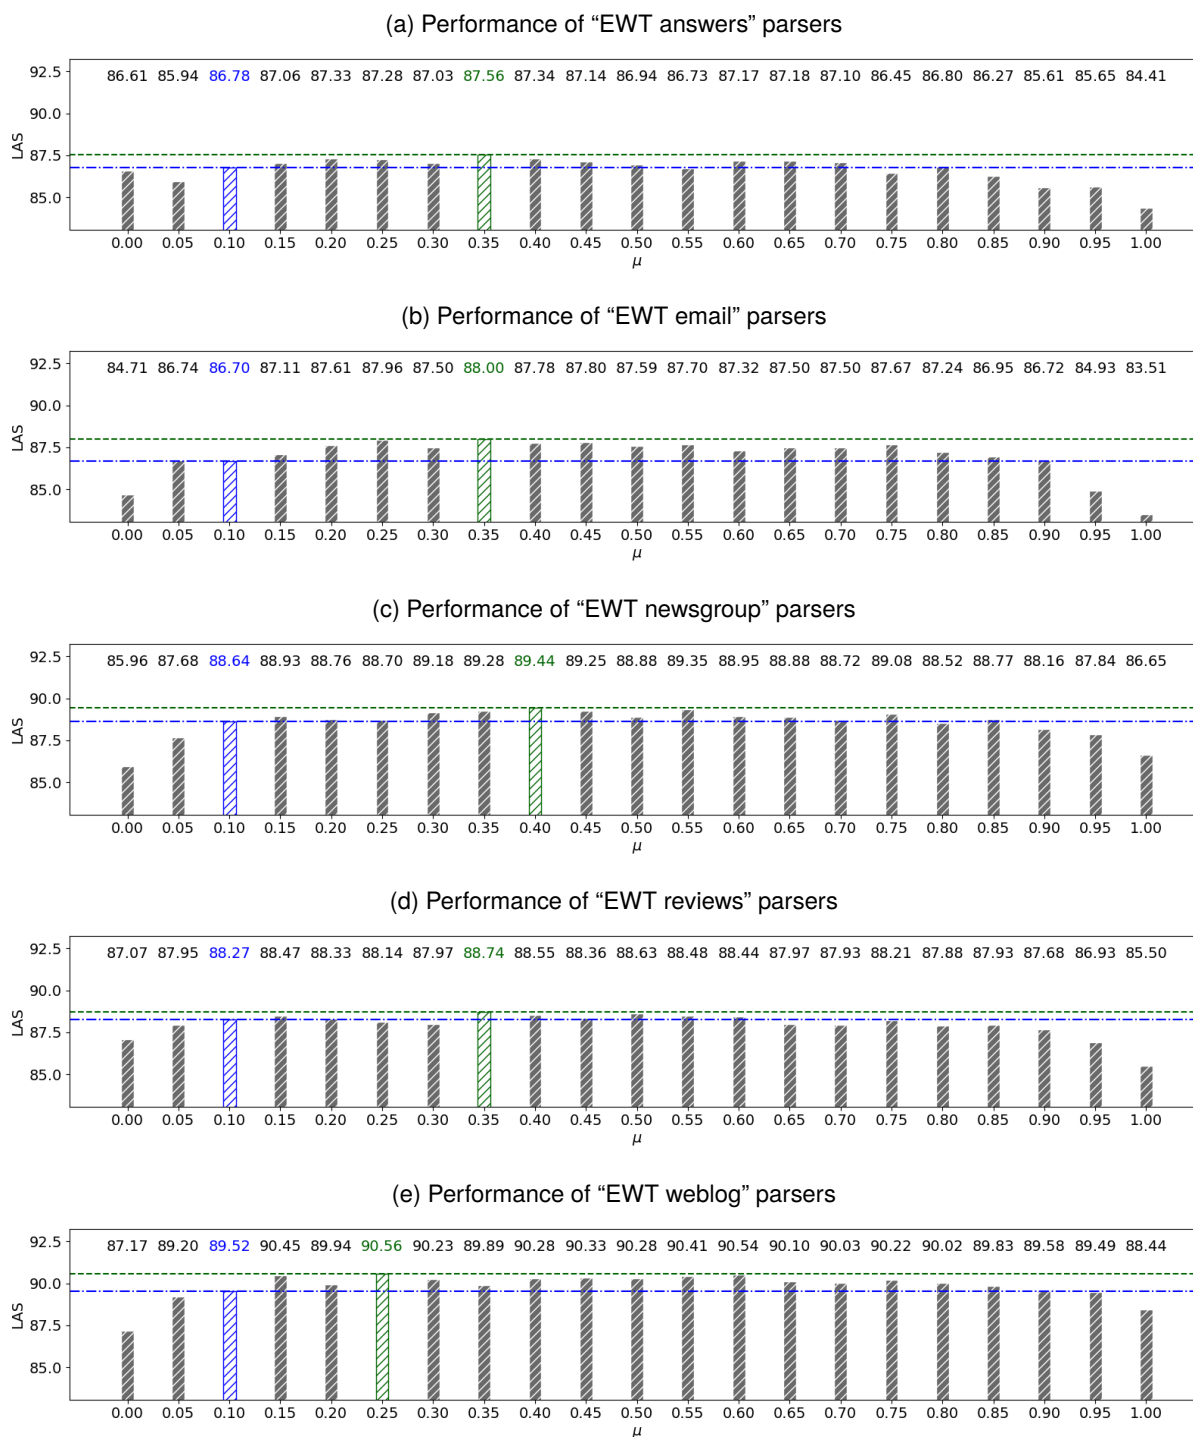 (a) Performance of “EWT answers” parsers
92.5
86.61 85.94 86.78 87.06 87.33 87.28 87.03 87.56 87.34 87.14 86.94 86.73 87.17 87.18 87.10 86.45 86.80 86.27 85.61 85.65 84.41
90.0
LAS
87.5
85.0
0.00 0.05 0.10 0.15 0.20 0.25 0.30 0.35 0.40 0.45 0.50 0.55 0.60 0.65 0.70 0.75 0.80 0.85 0.90 0.95 1.00
μ
(b) Performance of “EWT email” parsers
92.5
84.71 86.74 86.70 87.11 87.61 87.96 87.50 88.00 87.78 87.80 87.59 87.70 87.32 87.50 87.50 87.67 87.24 86.95 86.72 84.93 83.51
90.0
LAS
87.5
85.0
0.00 0.05 0.10 0.15 0.20 0.25 0.30 0.35 0.40 0.45 0.50 0.55 0.60 0.65 0.70 0.75 0.80 0.85 0.90 0.95 1.00
μ
(c) Performance of “EWT newsgroup” parsers
92.5
85.96 87.68 88.64 88.93 88.76 88.70 89.18 89.28 89.44 89.25 88.88 89.35 88.95 88.88 88.72 89.08 88.52 88.77 88.16 87.84 86.65
90.0
LAS
87.5
85.0
0.00 0.05 0.10 0.15 0.20 0.25 0.30 0.35 0.40 0.45 0.50 0.55 0.60 0.65 0.70 0.75 0.80 0.85 0.90 0.95 1.00
μ
(d) Performance of “EWT reviews” parsers
92.5
87.07 87.95 88.27 88.47 88.33 88.14 87.97 88.74 88.55 88.36 88.63 88.48 88.44 87.97 87.93 88.21 87.88 87.93 87.68 86.93 85.50
90.0
LAS
87.5
85.0
0.00 0.05 0.10 0.15 0.20 0.25 0.30 0.35 0.40 0.45 0.50 0.55 0.60 0.65 0.70 0.75 0.80 0.85 0.90 0.95 1.00
μ
(e) Performance of “EWT weblog” parsers
92.5
87.17 89.20 89.52 90.45 89.94 90.56 90.23 89.89 90.28 90.33 90.28 90.41 90.54 90.10 90.03 90.22 90.02 89.83 89.58 89.49 88.44
90.0
LAS
87.5
85.0
0.00 0.05 0.10 0.15 0.20 0.25 0.30 0.35 0.40 0.45 0.50 0.55 0.60 0.65 0.70 0.75 0.80 0.85 0.90 0.95 1.00
μ